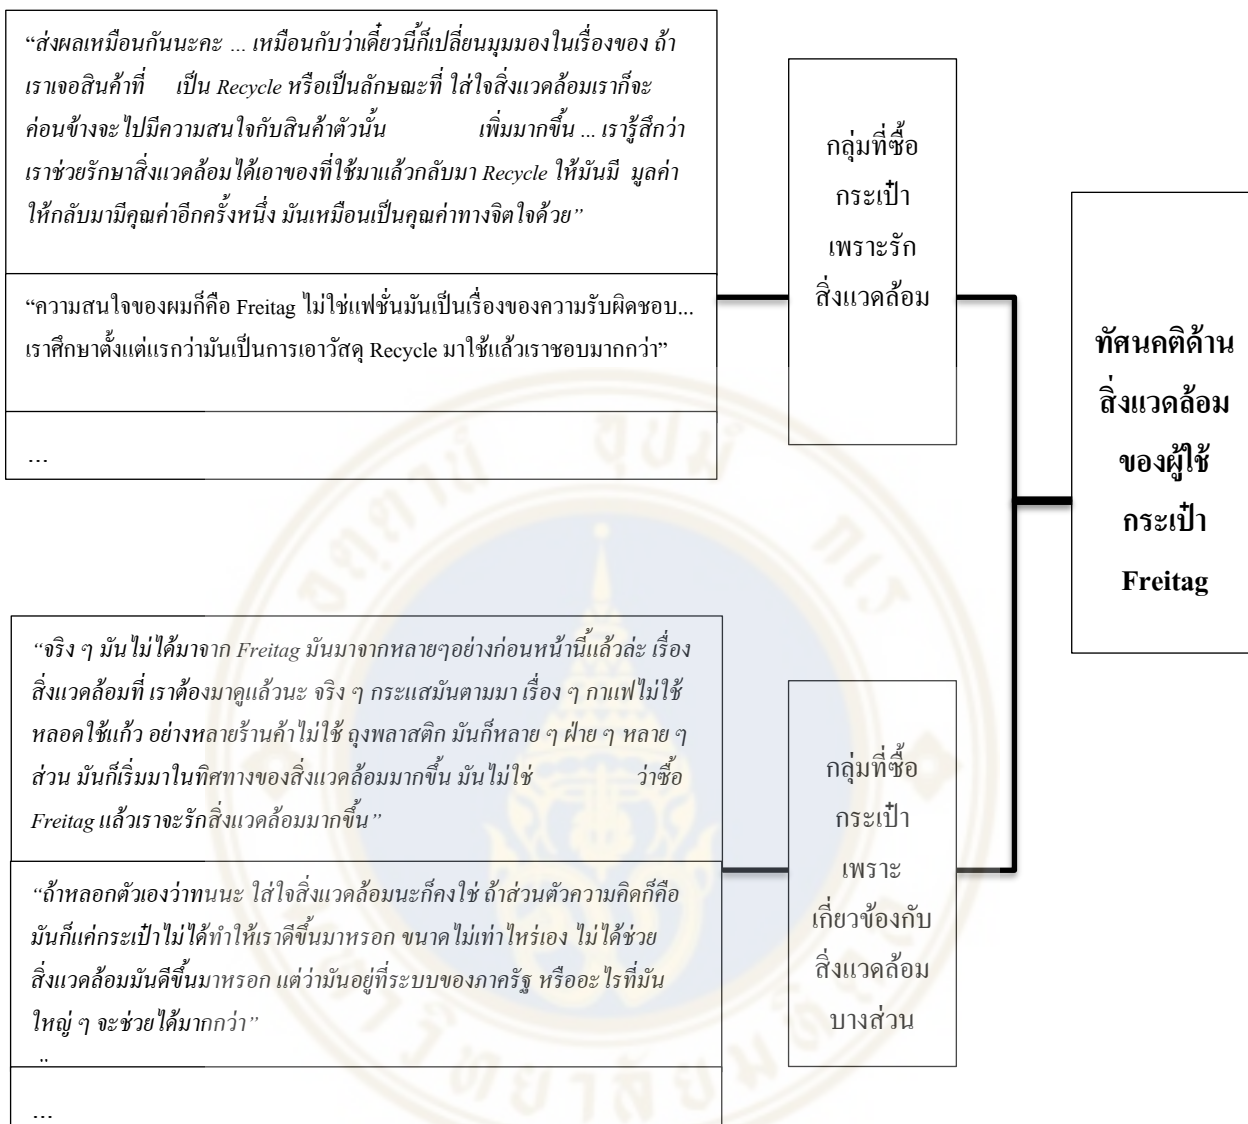 “ส่งผลเหมือนกันนะคะ ... เหมือนกับว่าเดี๋ยวนี้ก็เปลี่ยนมุมมองในเรื่องของ ถ้า
เราเจอสินค้าที่ เป็น Recycle หรือเป็นลักษณะที่ ใส่ใจสิ่งแวดล้อมเราก็จะ
ค่อนข้างจะไปมีความสนใจกับสินค้าตัวนั้น เพิ่มมากขึ้น ... เรารู้สึกว่า
เราช่วยรักษาสิ่งแวดล้อมได้เอาของที่ใช้มาแล้วกลับมา Recycle ให้มันมี มูลค่า
ให้กลับมามีคุณค่าอีกครั้งหนึ่ง มันเหมือนเป็นคุณค่าทางจิตใจด้วย”
“ความสนใจของผมก็คือ Freitag ไม่ใช่แฟชั่นมันเป็นเรื่องของความรับผิดชอบ...
เราศึกษาตั้งแต่แรกว่ามันเป็นการเอาวัสดุ Recycle มาใช้แล้วเราชอบมากกว่า”
...
กลุ่มที่ซื้อ
กระเป๋า
เพราะรัก
สิ่งแวดล้อม
ทัศนคติด้าน
สิ่งแวดล้อม
ของผู้ใช้
กระเป๋า
Freitag
“จริง ๆ มันไม่ได้มาจาก Freitag มันมาจากหลายๆอย่างก่อนหน้านี้แล้วล่ะ เรื่อง
สิ่งแวดล้อมที่ เราต้องมาดูแล้วนะ จริง ๆ กระแสมันตามมา เรื่อง ๆ กาแฟไม่ใช้
หลอดใช้แก้ว อย่างหลายร้านค้าไม่ใช้ ถุงพลาสติก มันก็หลาย ๆ ฝ่าย ๆ หลาย ๆ
ส่วน มันก็เริ่มมาในทิศทางของสิ่งแวดล้อมมากขึ้น มันไม่ใช่ ว่าซื้อ
Freitag แล้วเราจะรักสิ่งแวดล้อมมากขึ้น”
“ถ้าหลอกตัวเองว่าทนนะ ใส่ใจสิ่งแวดล้อมนะก็คงใช่ ถ้าส่วนตัวความคิดก็คือ
มันก็แค่กระเป๋าไม่ได้ทำให้เราดีขึ้นมาหรอก ขนาดไม่เท่าไหร่เอง ไม่ได้ช่วย
สิ่งแวดล้อมมันดีขึ้นมาหรอก แต่ว่ามันอยู่ที่ระบบของภาครัฐ หรืออะไรที่มัน
ใหญ่ ๆ จะช่วยได้มากกว่า”
..
...
กลุ่มที่ซื้อ
กระเป๋า
เพราะ
เกี่ยวข้องกับ
สิ่งแวดล้อม
บางส่วน